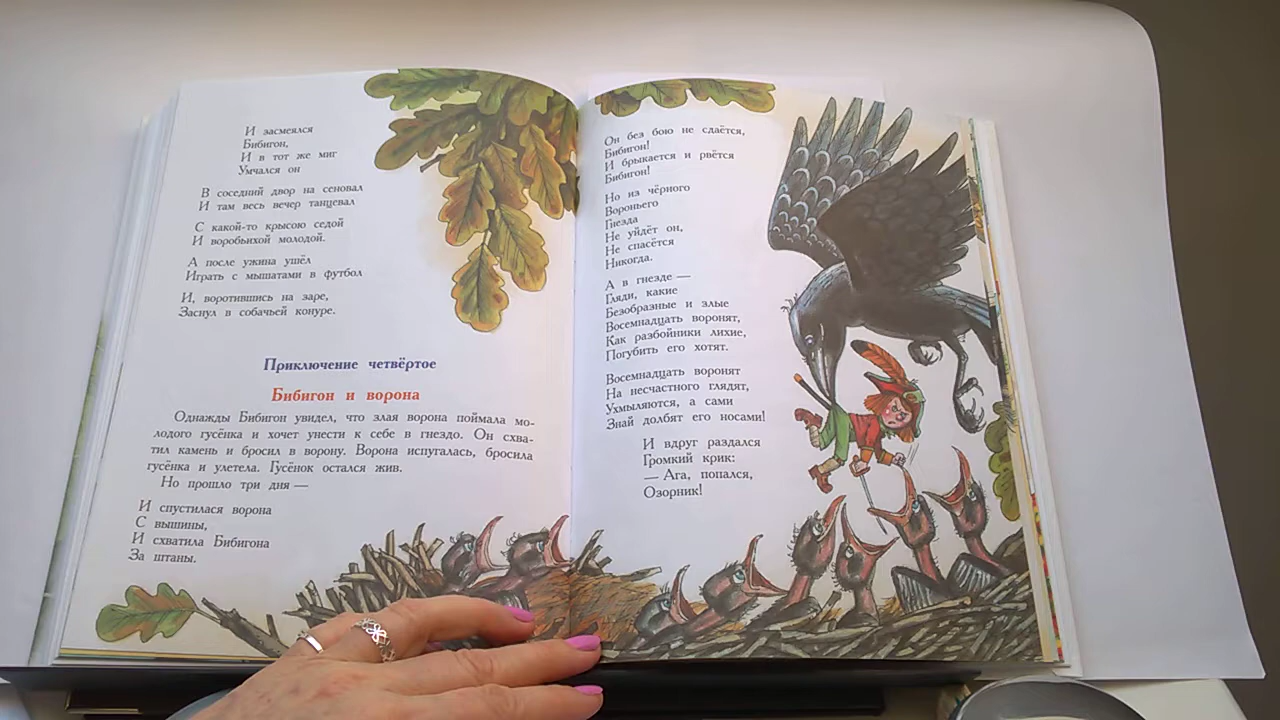 И засмеялся
Бибигон,
И в тот же миг
Умчался он
В соседний двор на сеновал
И там весь вечер танцевал
С какой-то крысою седой
И воробьихой молодой.
А после ужина ушёл
Играть с мышатами в футбол
И, воротившись на заре,
Заснул в собачьей конуре.
Приключение четвёртое
Бибигон и ворона
Однажды Бибигон увидел, что злая ворона поймала мо-
лодого гусёнка и хочет унести к себе в гнездо. Он схва-
тил камень и бросил в ворону. Ворона испугалась, бросила
гусёнка и улетела. Гусёнок остался жив.
Но прошло три дня —
И спустилася ворона
С вышины,
И схватила Бибигона
За штаны.
Он без бою не сдаётся,
Бибигон!
И брыкается и рвётся
Бибигон!
Но из чёрного
Вороньего
Гнезда
Не уйдёт он,
Не спасётся
Никогда.
А в гнезде —
Гляди, какие
Безобразные и злые
Восемнадцать воронят,
Как разбойники лихие,
Погубить его хотят.
Восемнадцать воронят
На несчастного глядят,
Ухмыляются, а сами
Знай долбят его носами!
И вдруг раздался
Громкий крик:
— Ага, попался,
Озорник!